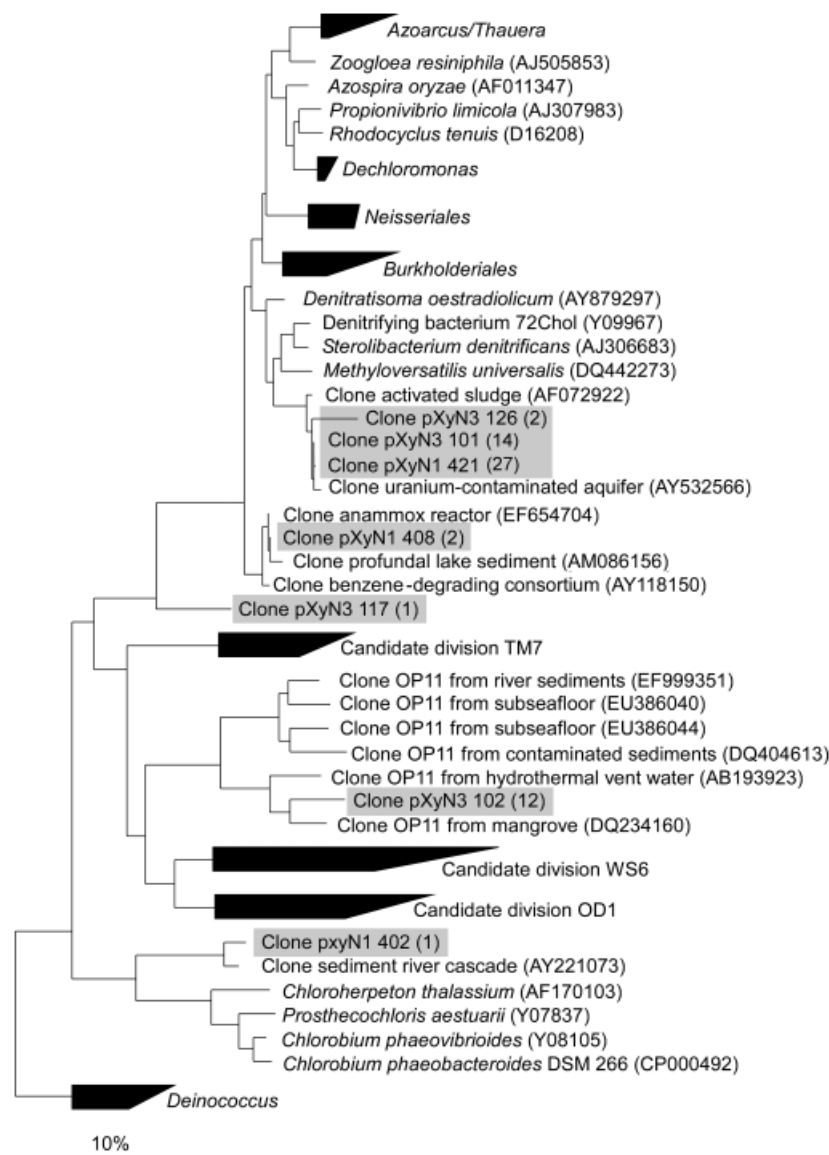 Azoarcus/Thauera
Zoogloea resiniphila (AJ505853)
Azospira oryzae (AF011347)
Propionivibrio limicola (AJ307983)
Rhodocyclus tenuis (D16208)
Dechloromonas
Neisseriales
Burkholderiales
Denitratisoma oestradiolicum (AY879297)
Denitrifying bacterium 72Chol (Y09967)
Sterolibacterium denitrificans (AJ306683)
Methyloversatilis universalis (DQ442273)
Clone activated sludge (AF072922)
Clone pXyN3 126 (2)
Clone pXyN3 101 (14)
Clone pXyN1 421 (27)
Clone uranium-contaminated aquifer (AY532566)
Clone anammox reactor (EF654704)
Clone pXyN1 408 (2)
Clone profundal lake sediment (AM086156)
Clone benzene-degrading consortium (AY118150)
Clone pXyN3 117 (1)
Candidate division TM7
Clone OP11 from river sediments (EF999351)
Clone OP11 from subseafloor (EU386040)
Clone OP11 from subseafloor (EU386044)
Clone OP11 from contaminated sediments (DQ404613)
Clone OP11 from hydrothermal vent water (AB193923)
Clone pXyN3 102 (12)
Clone OP11 from mangrove (DQ234160)
Candidate division WS6
Candidate division OD1
Clone pxyN1 402 (1)
Clone sediment river cascade (AY221073)
Chloroherpeton thalassium (AF170103)
Prosthecochloris aestuarii (Y07837)
Chlorobium phaeovibrioides (Y08105)
Chlorobium phaeobacteroides DSM 266 (CP000492)
Deinococcus
10%